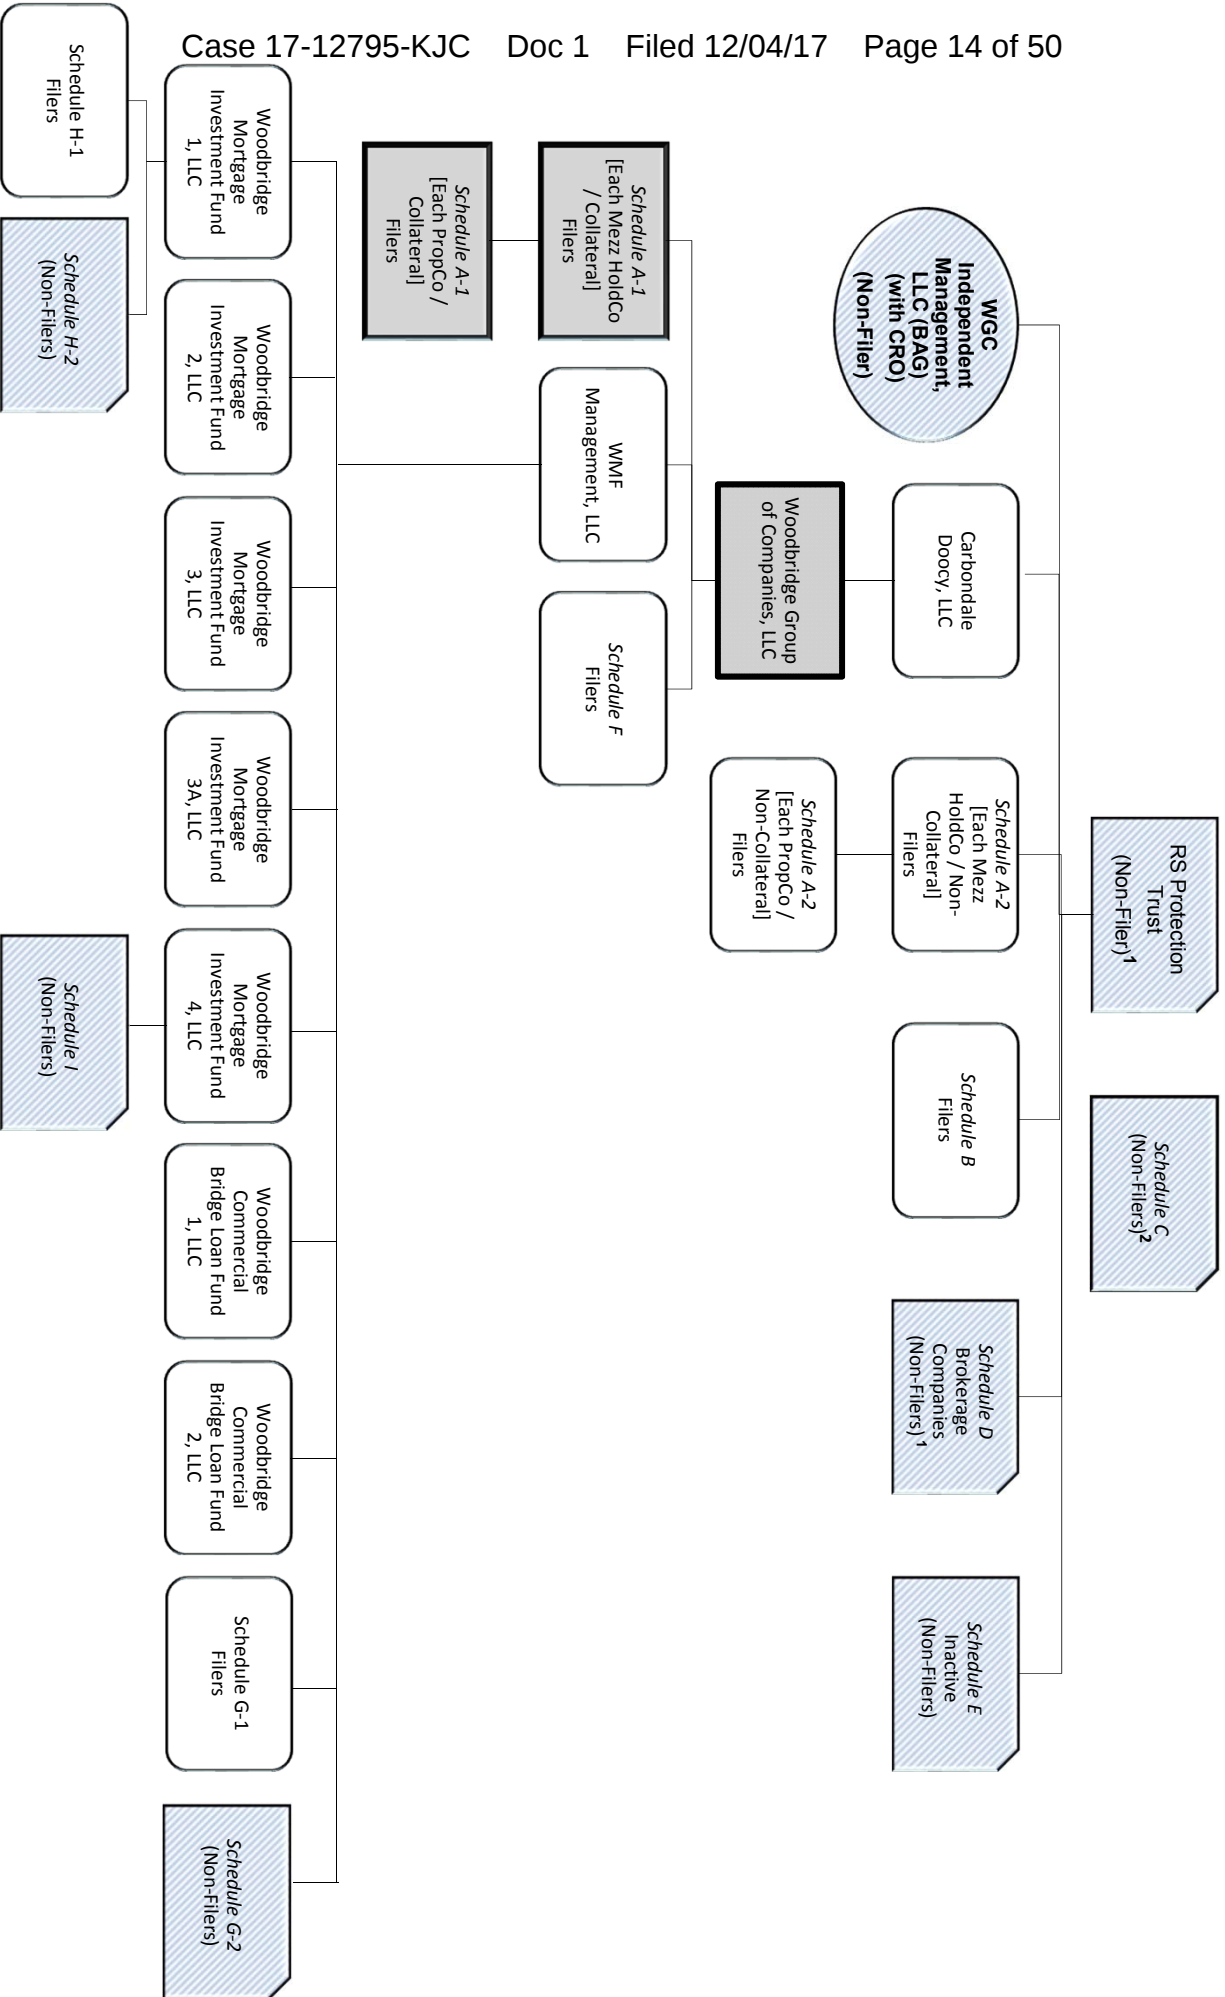 Case 17-12795-KJC Doc 1 Filed 12/04/17 Page 14 of 50
RS Protection
Trust
(Non-Filer)¹
Schedule C
(Non-Filers)²
WGC
Independent
Management,
LLC (BAG)
(with CRO)
(Non-Filer)
Carbondale
Doocy, LLC
Schedule A-2
[Each Mezz
HoldCo / Non-
Collateral]
Filers
Schedule B
Filers
Schedule D
Brokerage
Companies
(Non-Filers) ¹
Schedule E
Inactive
(Non-Filers)
Woodbridge Group
of Companies, LLC
Schedule A-2
[Each PropCo /
Non-Collateral]
Filers
Schedule A-1
[Each Mezz HoldCo
/ Collateral]
Filers
WMF
Management, LLC
Schedule F
Filers
Schedule A-1
[Each PropCo /
Collateral]
Filers
Woodbridge
Mortgage
Investment Fund
1, LLC
Woodbridge
Mortgage
Investment Fund
2, LLC
Woodbridge
Mortgage
Investment Fund
3, LLC
Woodbridge
Mortgage
Investment Fund
3A, LLC
Woodbridge
Mortgage
Investment Fund
4, LLC
Woodbridge
Commercial
Bridge Loan Fund
1, LLC
Woodbridge
Commercial
Bridge Loan Fund
2, LLC
Schedule G-1
Filers
Schedule G-2
(Non-Filers)
Schedule H-1
Filers
Schedule H-2
(Non-Filers)
Schedule I
(Non-Filers)